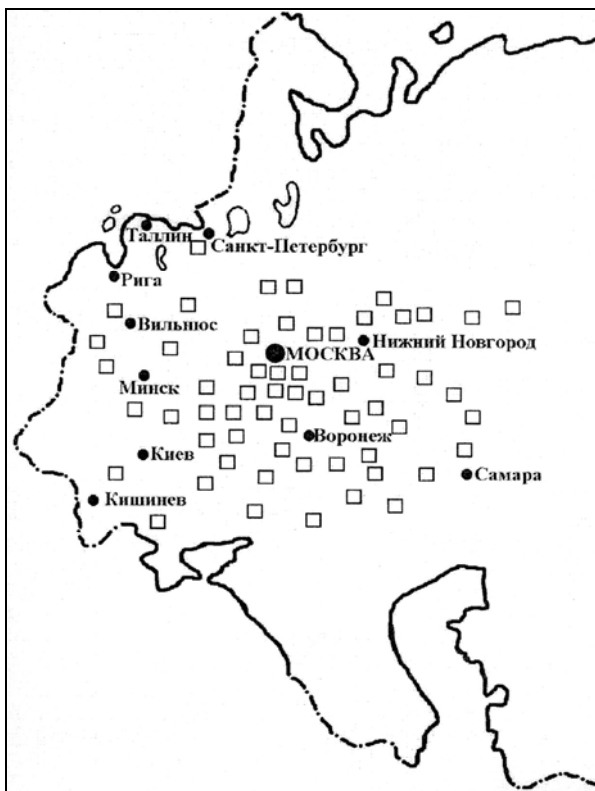 Таллин
Санкт-Петербург
Рига
Вильнюс
Нижний Новгород
МОСКВА
Минск
Воронеж
Киев
Самара
Кишинев